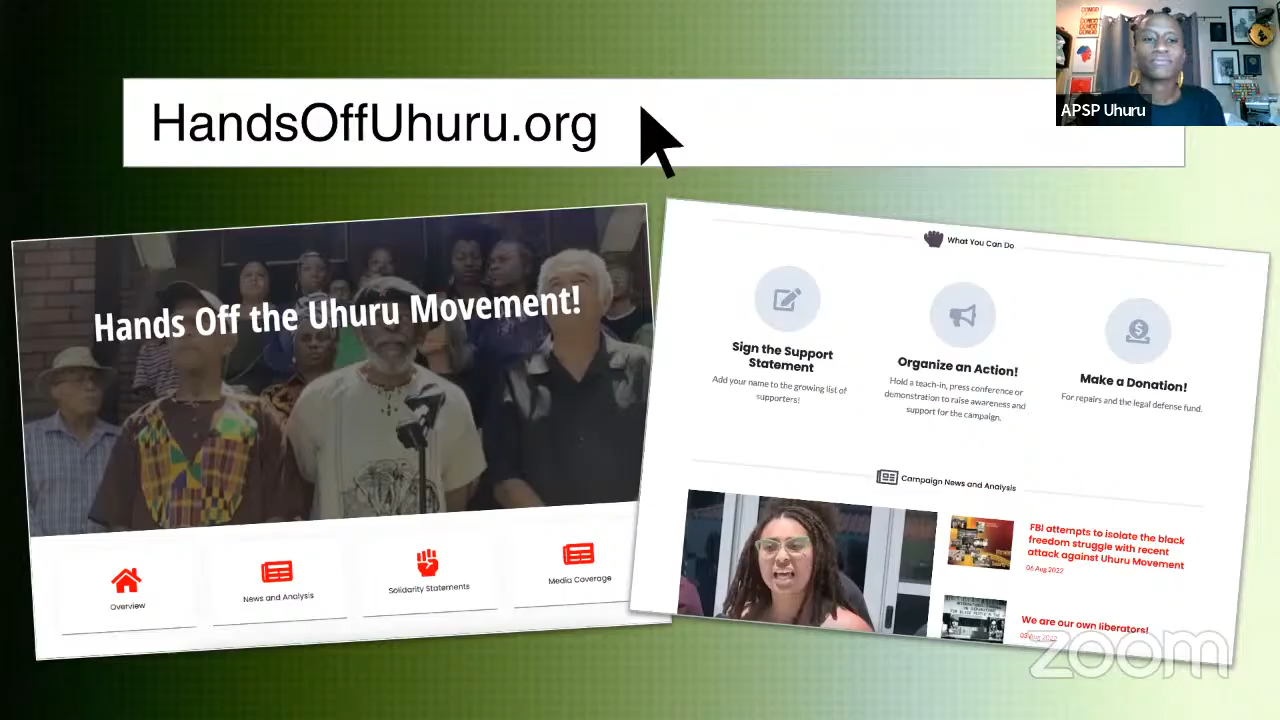 HandsOffUhuru.org
APSP Uhuru
Hands Off the Uhuru Movement!
Overview
News and Analysis
Solidarity Statements
Media Coverage
What You Can Do
Sign the Support
Statement
Add your name to the growing list of
supporters!
Organize an Action!
Hold a teach-in, press conference or
demonstration to raise awareness and
support for the campaign.
Make a Donation!
For repairs and the legal defense fund.
Campaign News and Analysis
FBI attempts to isolate the black
freedom struggle with recent
attack against Uhuru Movement
06 Aug 2022
We are our own liberators!
03 Aug 2022
zoom